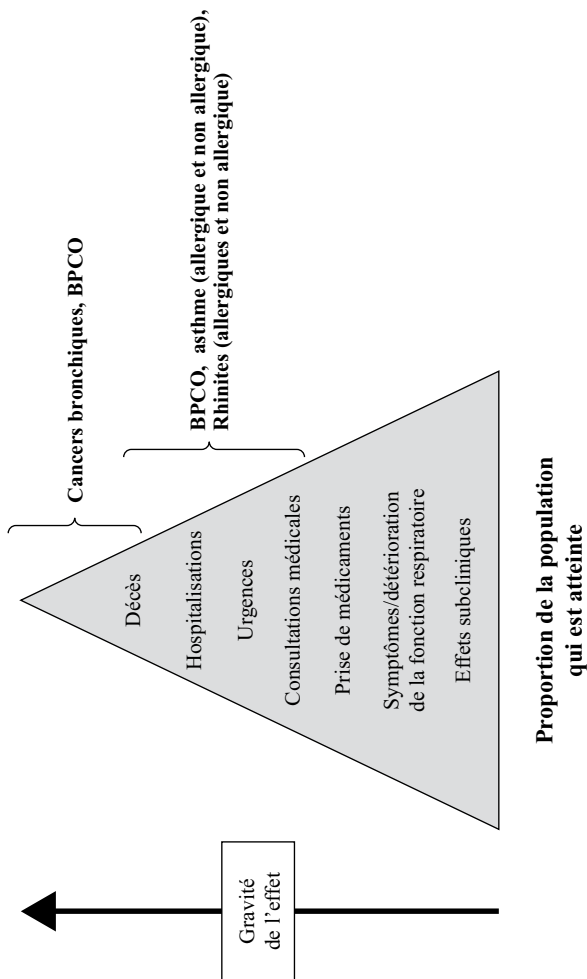 Cancers bronchiques, BPCO
BPCO,  asthme (allergique et non allergique),
Rhinites (allergiques et non allergique)
Décès
Hospitalisations
Urgences
Consultations médicales
Prise de médicaments
Symptômes/détérioration
de la fonction respiratoire
Effets subcliniques
Gravité
de l'effet
Proportion de la population
qui est atteinte